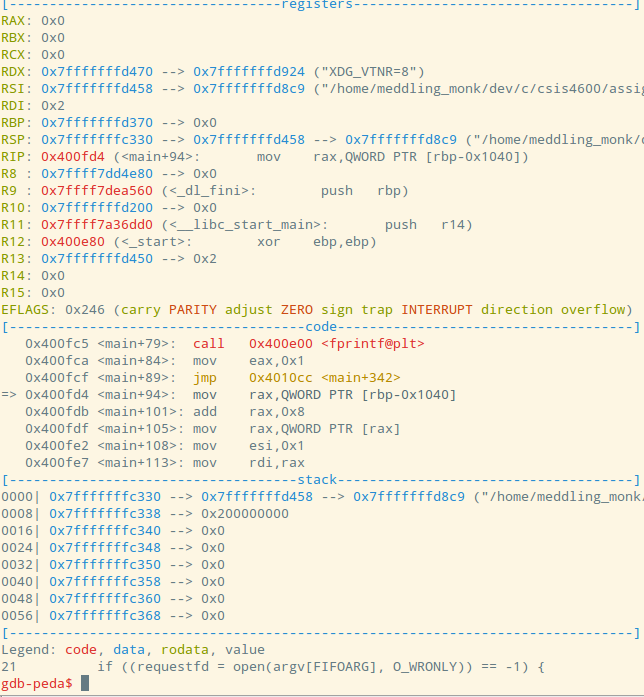 [----------------------------------registers-----------------------------------]
RAX: 0x0
RBX: 0x0
RCX: 0x0
RDX: 0x7fffffffd470 --> 0x7fffffffd924 ("XDG_VTNR=8")
RSI: 0x7fffffffd458 --> 0x7fffffffd8c9 ("/home/meddling_monk/dev/c/csis4600/assig
RDI: 0x2
RBP: 0x7fffffffd370 --> 0x0
RSP: 0x7fffffffc330 --> 0x7fffffffd458 --> 0x7fffffffd8c9 ("/home/meddling_monk/d
RIP: 0x400fd4 (<main+94>: mov rax,QWORD PTR [rbp-0x1040])
R8 : 0x7ffff7dd4e80 --> 0x0
R9 : 0x7ffff7dea560 (<_dl_fini>: push rbp)
R10: 0x7fffffffd200 --> 0x0
R11: 0x7ffff7a36dd0 (<__libc_start_main>: push r14)
R12: 0x400e80 (<_start>: xor ebp,ebp)
R13: 0x7fffffffd450 --> 0x2
R14: 0x0
R15: 0x0
EFLAGS: 0x246 (carry PARITY adjust ZERO sign trap INTERRUPT direction overflow)
[-------------------------------------code-------------------------------------]
0x400fc5 <main+79>: call 0x400e00 <fprintf@plt>
0x400fca <main+84>: mov eax,0x1
0x400fcf <main+89>: jmp 0x4010cc <main+342>
=> 0x400fd4 <main+94>: mov rax,QWORD PTR [rbp-0x1040]
0x400fdb <main+101>: add rax,0x8
0x400fdf <main+105>: mov rax,QWORD PTR [rax]
0x400fe2 <main+108>: mov esi,0x1
0x400fe7 <main+113>: mov rdi,rax
[------------------------------------stack-------------------------------------]
0000| 0x7fffffffc330 --> 0x7fffffffd458 --> 0x7fffffffd8c9 ("/home/meddling_monk/
0008| 0x7fffffffc338 --> 0x200000000
0016| 0x7fffffffc340 --> 0x0
0024| 0x7fffffffc348 --> 0x0
0032| 0x7fffffffc350 --> 0x0
0040| 0x7fffffffc358 --> 0x0
0048| 0x7fffffffc360 --> 0x0
0056| 0x7fffffffc368 --> 0x0
[------------------------------------------------------------------------------]
Legend: code, data, rodata, value
21 if ((requestfd = open(argv[FIFOARG], O_WRONLY)) == -1) {
gdb-peda$